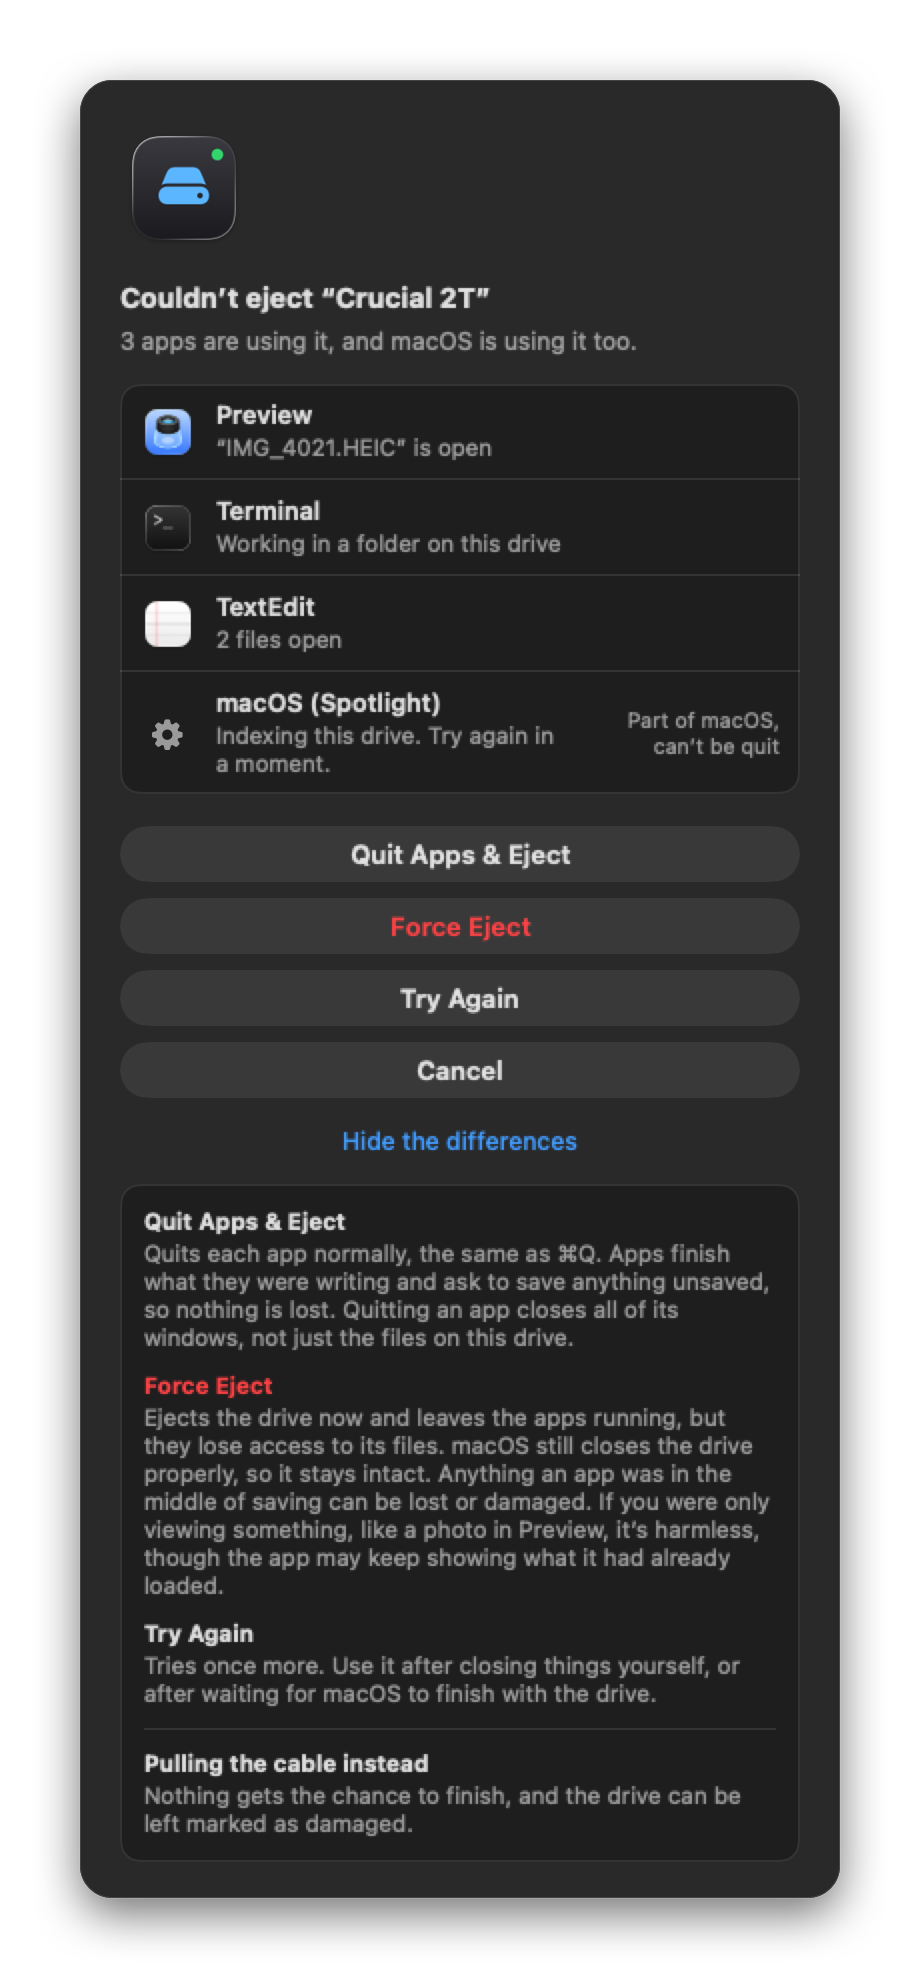 Couldn’t eject “Crucial 2T”
3 apps are using it, and macOS is using it too.
Preview
“IMG_4021.HEIC” is open
>_
Terminal
Working in a folder on this drive
TextEdit
2 files open
macOS (Spotlight)
Indexing this drive. Try again in
a moment.
Part of macOS,
can’t be quit
Quit Apps & Eject
Force Eject
Try Again
Cancel
Hide the differences
Quit Apps & Eject
Quits each app normally, the same as ⌘Q. Apps finish
what they were writing and ask to save anything unsaved,
so nothing is lost. Quitting an app closes all of its
windows, not just the files on this drive.
Force Eject
Ejects the drive now and leaves the apps running, but
they lose access to its files. macOS still closes the drive
properly, so it stays intact. Anything an app was in the
middle of saving can be lost or damaged. If you were only
viewing something, like a photo in Preview, it’s harmless,
though the app may keep showing what it had already
loaded.
Try Again
Tries once more. Use it after closing things yourself, or
after waiting for macOS to finish with the drive.
Pulling the cable instead
Nothing gets the chance to finish, and the drive can be
left marked as damaged.